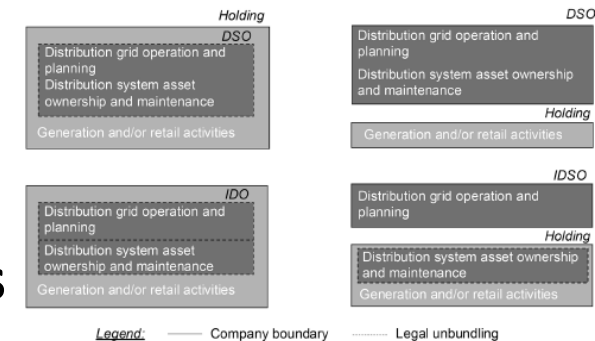 Holding
DSO
Distribution grid operation and
planning
Distribution system asset
ownership and maintenance
Generation and/or retail activities
DSO
Distribution grid operation and
planning
Distribution system asset ownership
and maintenance
Holding
Generation and/or retail activities
IDO
Distribution grid operation and
planning
Distribution system asset
ownership and maintenance
Generation and/or retail activities
IDSO
Distribution grid operation and
planning
Holding
Distribution system asset ownership
and maintenance
Generation and/or retail activities
s
Legend:
Company boundary
Legal unbundling